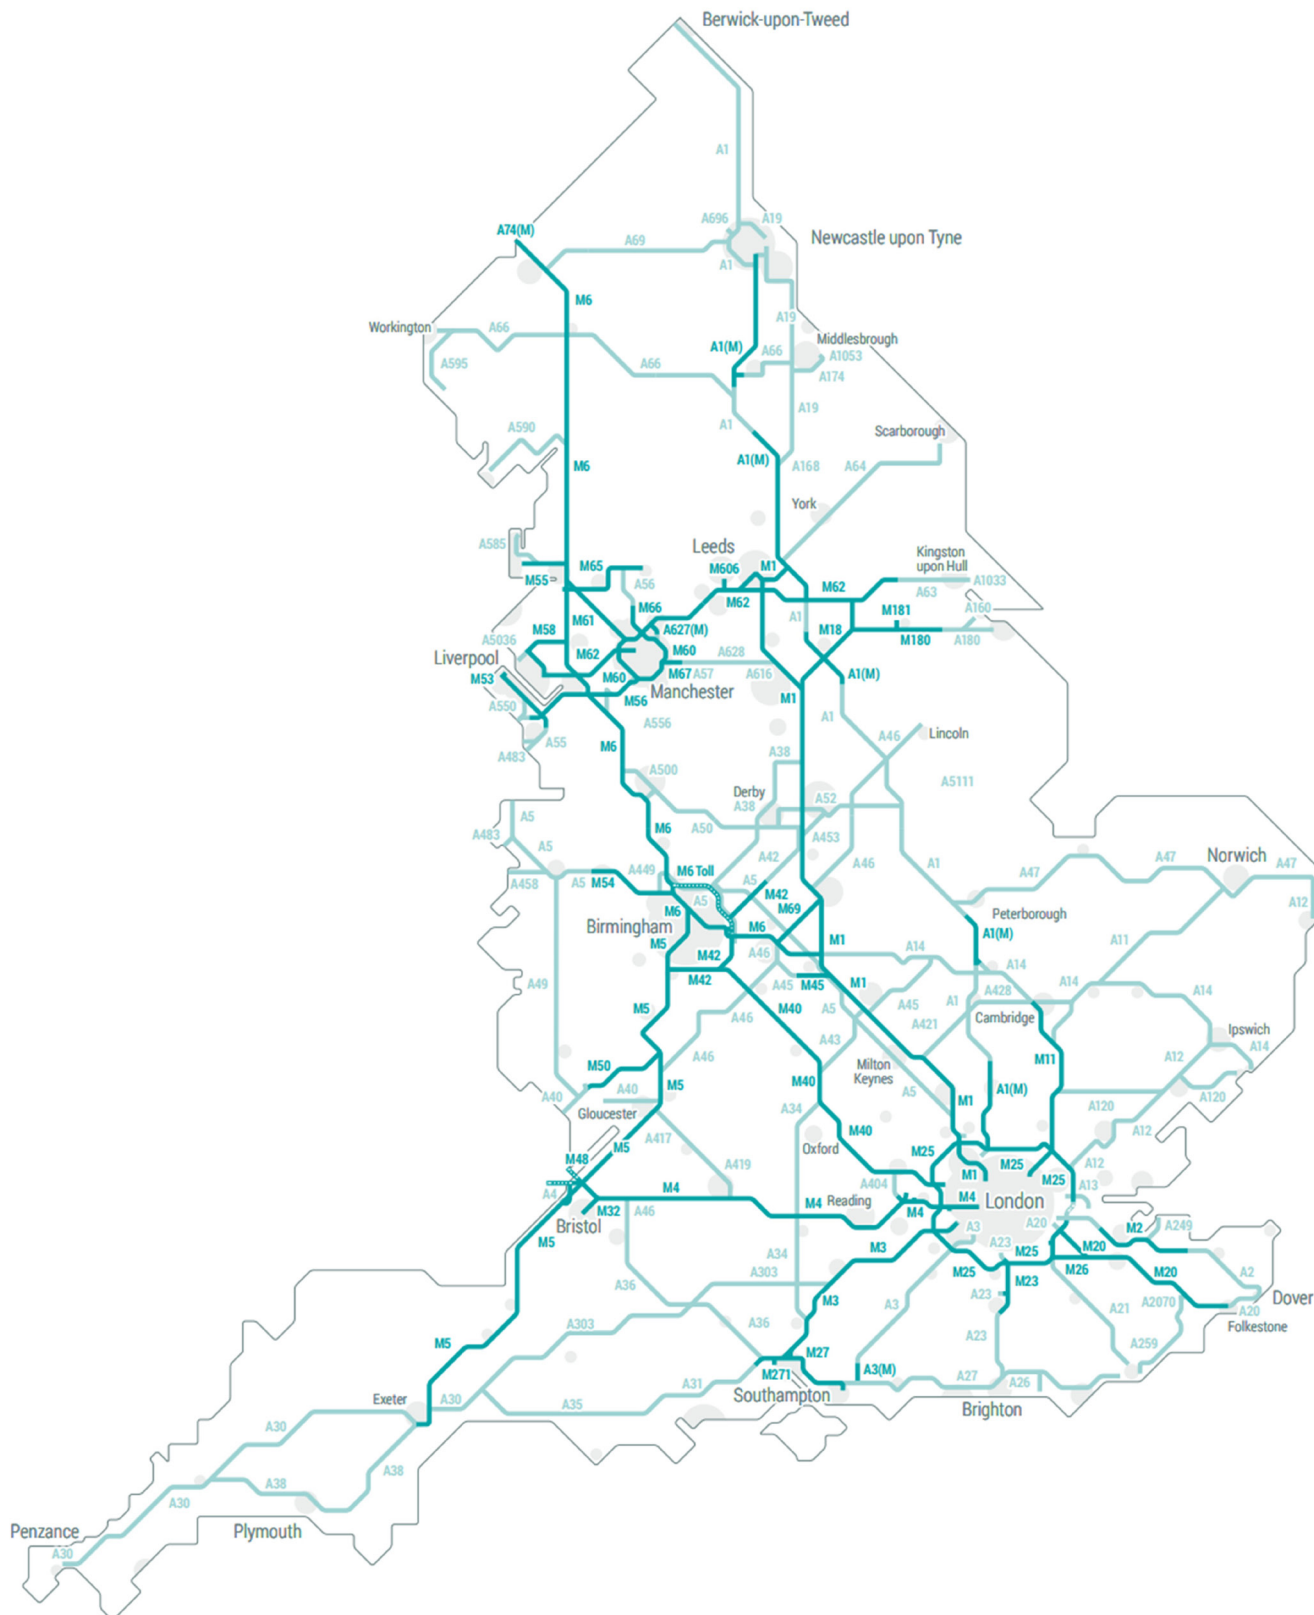 Berwick-upon-Tweed
A1
A696
A19
A74(M)
A69
Newcastle upon Tyne
A1
M6
A19
Workington
A66
Middlesbrough
A1(M)
A66
A1053
A595
A66
A174
A19
A1
A590
Scarborough
A1(M)
A168
A64
M6
York
A585
Leeds
Kingston
upon Hull
M65
M606
M1
M55
A56
M62
M62
A1033
A63
M66
M181
A160
M61
A1
M58
A627(M)
M18
M180
A180
A5036
M62
M60
A628
Liverpool
M67
A57
A616
A1(M)
M53
M60
Manchester
M1
M56
A550
A556
A1
A46
Lincoln
A55
M6
A483
A38
A500
A5111
Derby
A52
A38
A5
M6
A50
A453
A483
A5
A42
A46
A1
A47
A47
Norwich
A47
A449
M6 Toll
A458
A5
M54
A5
M42
A5
M69
A12
M6
Peterborough
Birmingham
M6
A1(M)
M5
A11
M42
A46
M1
A14
A14
M42
A45
M45
M1
A428
A14
A14
A49
M40
A5
A45
A1
M5
A46
A421
Cambridge
Ipswich
A43
A14
A46
Milton
Keynes
M11
A12
M50
M5
M40
A5
A1(M)
A40
M1
A40
A120
A120
Gloucester
A34
A417
M40
A12
M5
Oxford
M25
M48
A419
M25
A12
M1
M25
A4
A404
A13
M4
Reading
M4
London
M32
A46
M4
M4
Bristol
A3
A20
M2
A249
M5
A23
M25
M20
A34
M3
M25
M26
A303
M23
M20
A2
A36
A23
A2070
Dover
M3
A3
A21
A20
Folkestone
A303
A36
A23
M5
A259
M27
M271
A3(M)
A27
A26
A31
Exeter
A30
Southampton
A35
Brighton
A30
A38
A38
A30
Penzance
Plymouth
A30